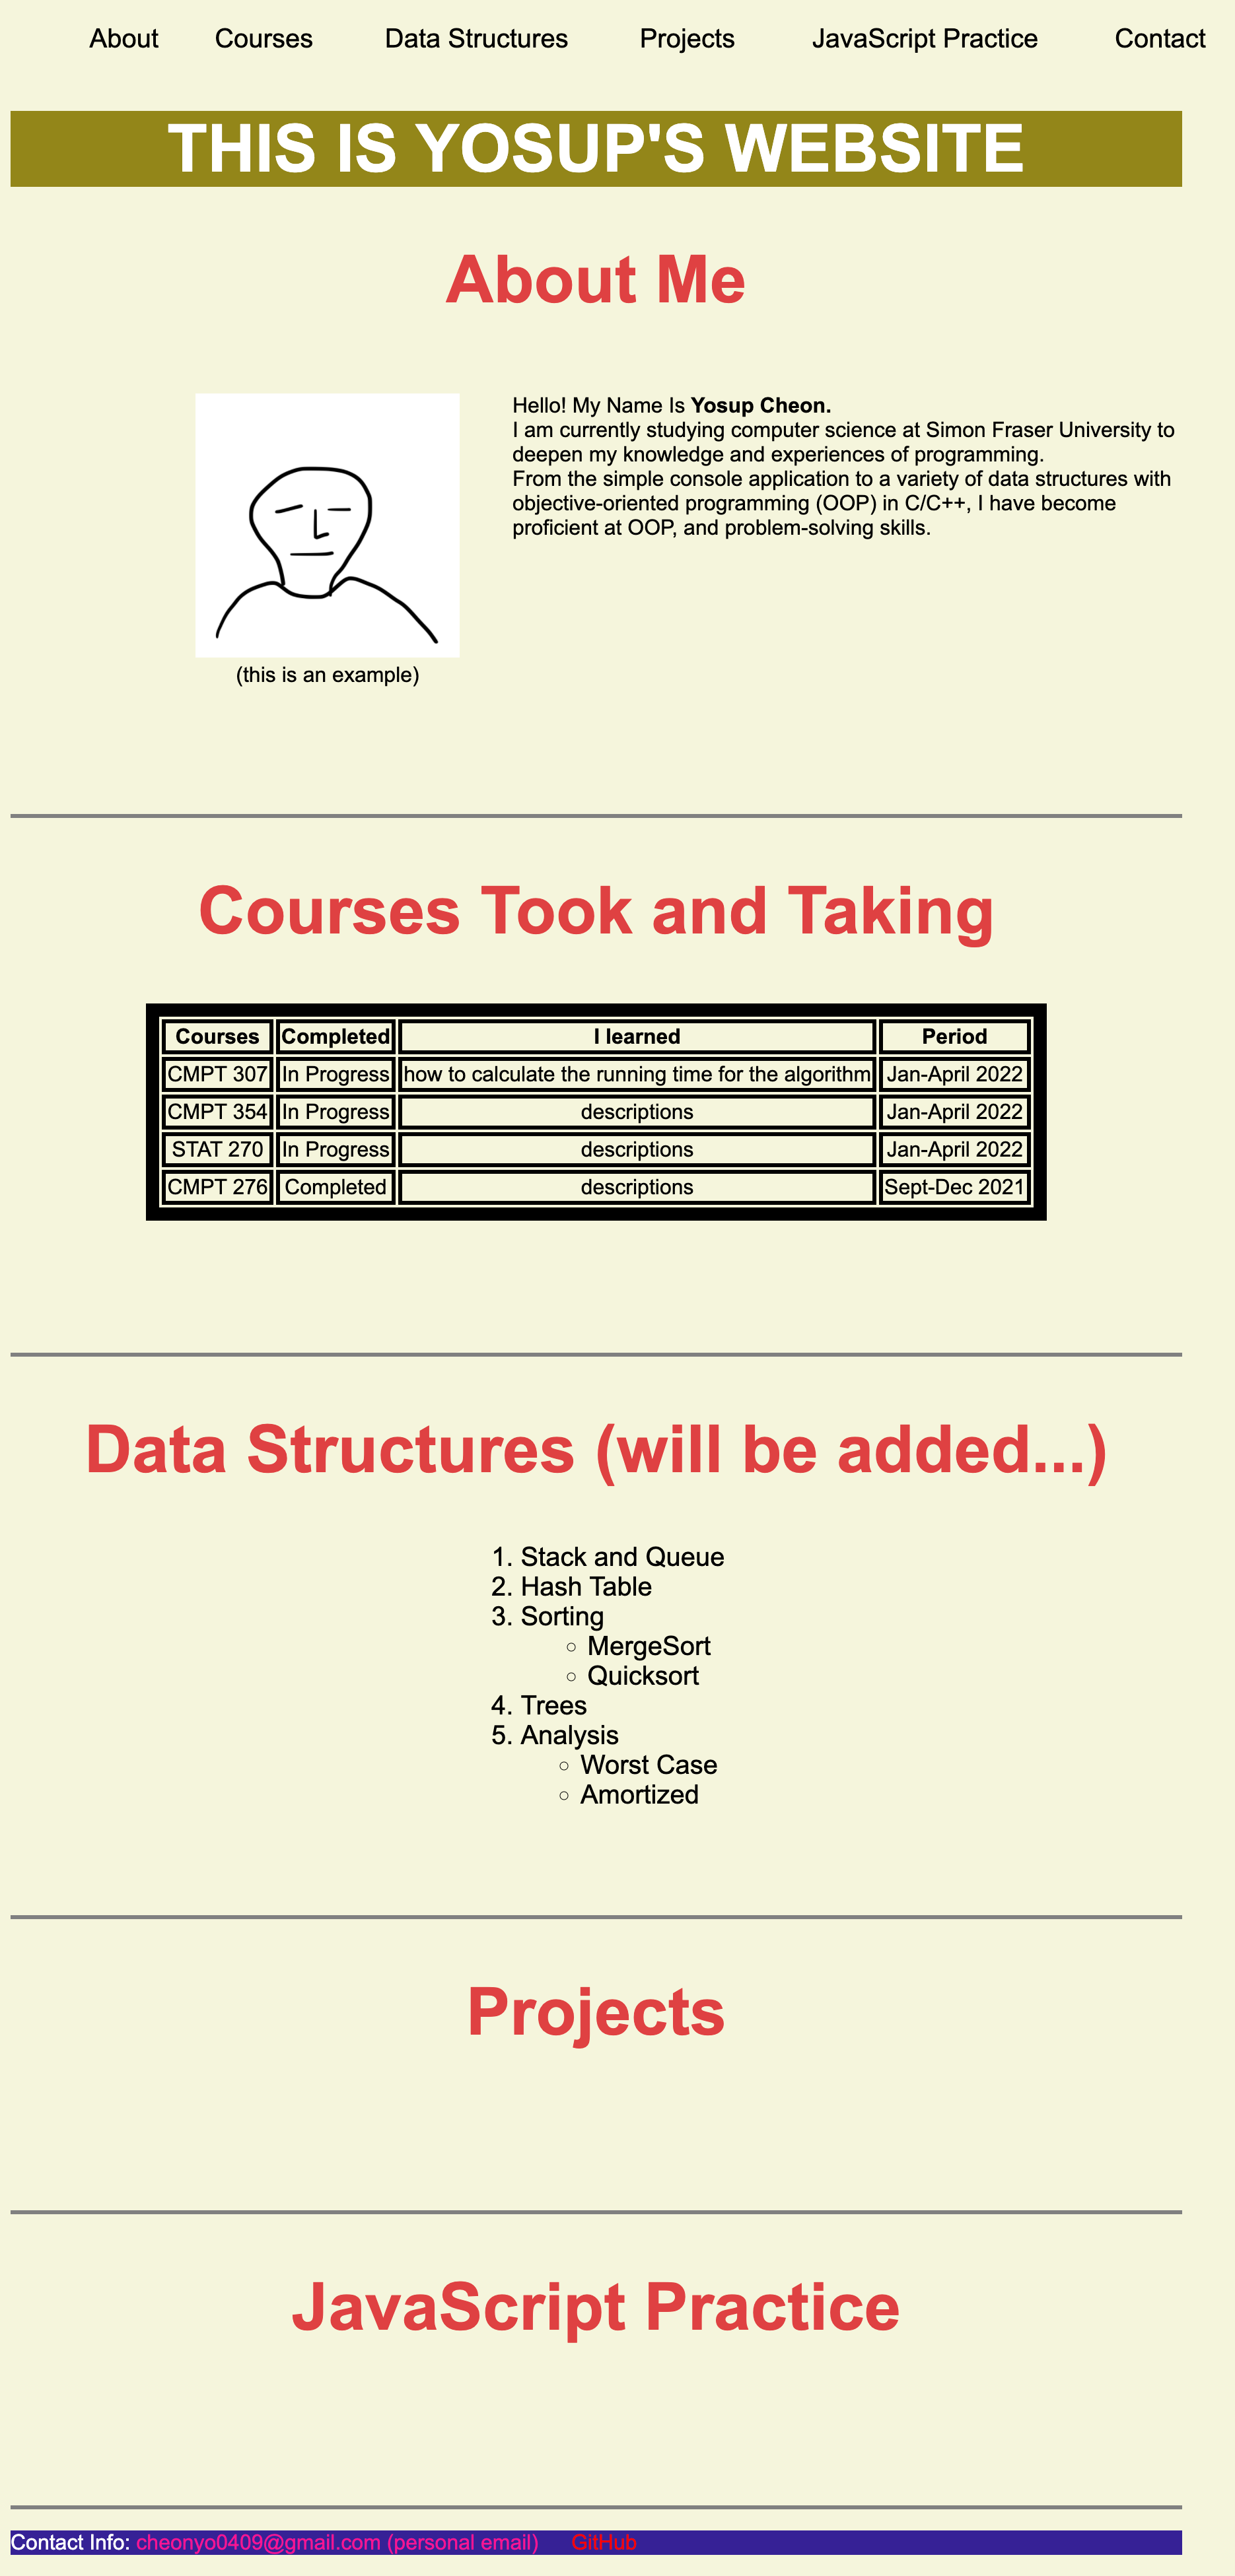 About Courses Data Structures Projects JavaScript Practice Contact
THIS IS YOSUP'S WEBSITE
About Me
Hello! My Name Is Yosup Cheon.
I am currently studying computer science at Simon Fraser University to
deepen my knowledge and experiences of programming.
From the simple console application to a variety of data structures with
objective-oriented programming (OOP) in C/C++, I have become
proficient at OOP, and problem-solving skills.
(this is an example)
Courses Took and Taking
Courses Completed I learned Period
CMPT 307 In Progress how to calculate the running time for the algorithm Jan-April 2022
CMPT 354 In Progress descriptions Jan-April 2022
STAT 270 In Progress descriptions Jan-April 2022
CMPT 276 Completed descriptions Sept-Dec 2021
Data Structures (will be added...)
1. Stack and Queue
2. Hash Table
3. Sorting
◦ MergeSort
◦ Quicksort
4. Trees
5. Analysis
◦ Worst Case
◦ Amortized
Projects
JavaScript Practice
Contact Info: cheonyo0409@gmail.com (personal email) GitHub